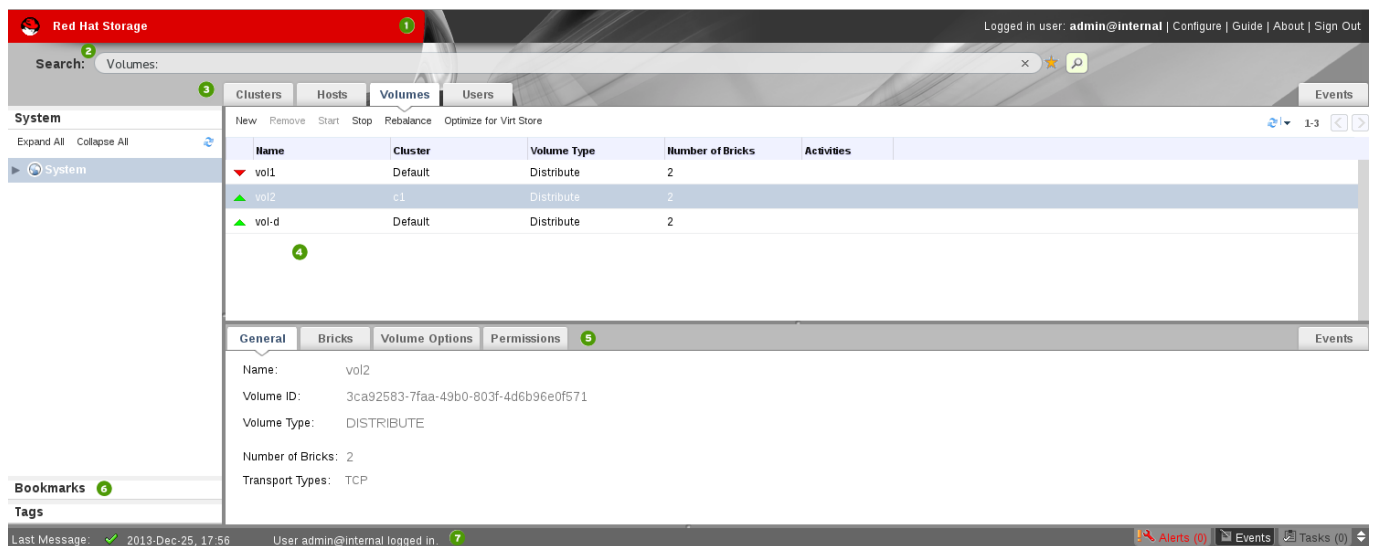 Red Hat Storage 1 Logged in user: admin@internal | Configure | Guide | About | Sign Out
2
Search: Volumes: ×
3 Clusters Hosts Volumes Users Events
System
New Remove Start Stop Rebalance Optimize for Virt Store 1-3
Expand All Collapse All
Name Cluster Volume Type Number of Bricks Activities
System
vol1 Default Distribute 2
vol2 c1 Distribute 2
vol-d Default Distribute 2
4
General Bricks Volume Options Permissions 5 Events
Name: vol2
Volume ID: 3ca92583-7faa-49b0-803f-4d6b96e0f571
Volume Type: DISTRIBUTE
Number of Bricks: 2
Transport Types: TCP
Bookmarks 6
Tags
Last Message: 2013-Dec-25, 17:56 User admin@internal logged in. 7 Alerts (0) Events Tasks (0)